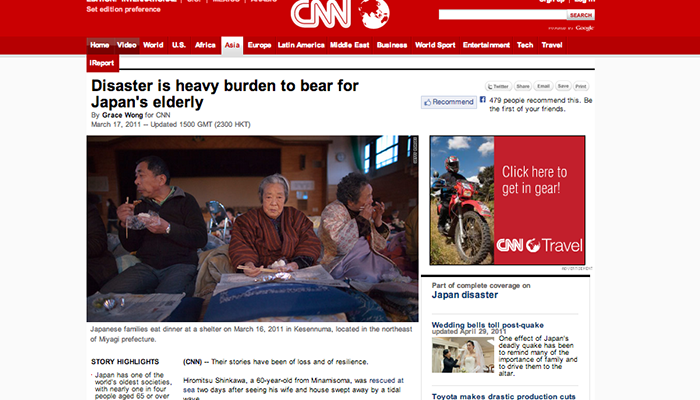 Set edition preference
CNN
SEARCH
POWERED BY Google
Home Video World U.S. Africa Asia Europe Latin America Middle East Business World Sport Entertainment Tech Travel
iReport
Disaster is heavy burden to bear for
Japan's elderly
By Grace Wong for CNN
March 17, 2011 -- Updated 1500 GMT (2300 HKT)
Twitter Share Email Save Print
Recommend
479 people recommend this. Be
the first of your friends.
Click here to
get in gear!
CNN Travel
ADVERTISEMENT
Japanese families eat dinner at a shelter on March 16, 2011 in Kesennuma, located in the northeast
of Miyagi prefecture.
STORY HIGHLIGHTS
Japan has one of the
world's oldest societies,
with nearly one in four
people aged 65 or over
(CNN) -- Their stories have been of loss and of resilience.
Hiromitsu Shinkawa, a 60-year-old from Minamisoma, was rescued at
sea two days after seeing his wife and house swept away by a tidal
wave.
Part of complete coverage on
Japan disaster
Wedding bells toll post-quake
updated April 29, 2011
One effect of Japan's
deadly quake has been
to remind many of the
importance of family and
to drive them to the
altar.
Toyota makes drastic production cuts